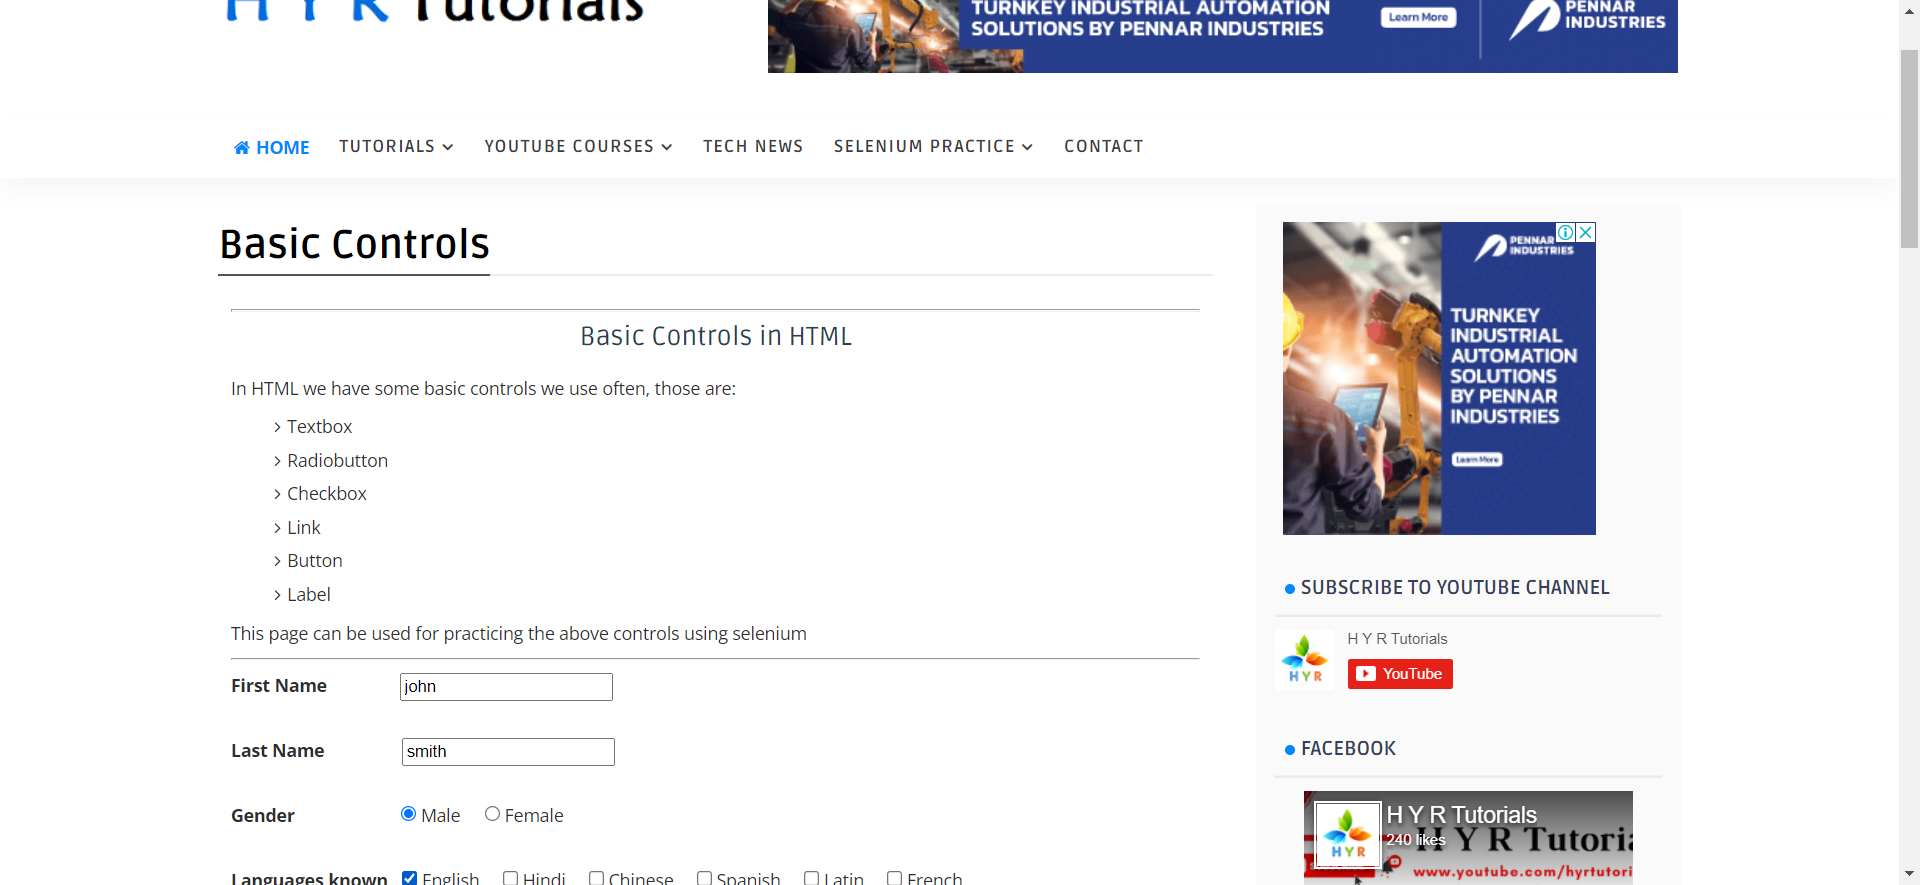 H Y R Tutorials
TURNKEY INDUSTRIAL AUTOMATION
SOLUTIONS BY PENNAR INDUSTRIES
Learn More
PENNAR
INDUSTRIES
HOME TUTORIALS YOUTUBE COURSES TECH NEWS SELENIUM PRACTICE CONTACT
Basic Controls
Basic Controls in HTML
In HTML we have some basic controls we use often, those are:
Textbox
Radiobutton
Checkbox
Link
Button
Label
This page can be used for practicing the above controls using selenium
First Name john
Last Name smith
Gender Male Female
Languages known English Hindi Chinese Spanish Latin French
PENNAR
INDUSTRIES
TURNKEY
INDUSTRIAL
AUTOMATION
SOLUTIONS
BY PENNAR
INDUSTRIES
Learn More
SUBSCRIBE TO YOUTUBE CHANNEL
HYR
H Y R Tutorials
YouTube
FACEBOOK
HYR
H Y R Tutorials
240 likes
H Y R Tutoria
www.youtube.com/hyrtutori